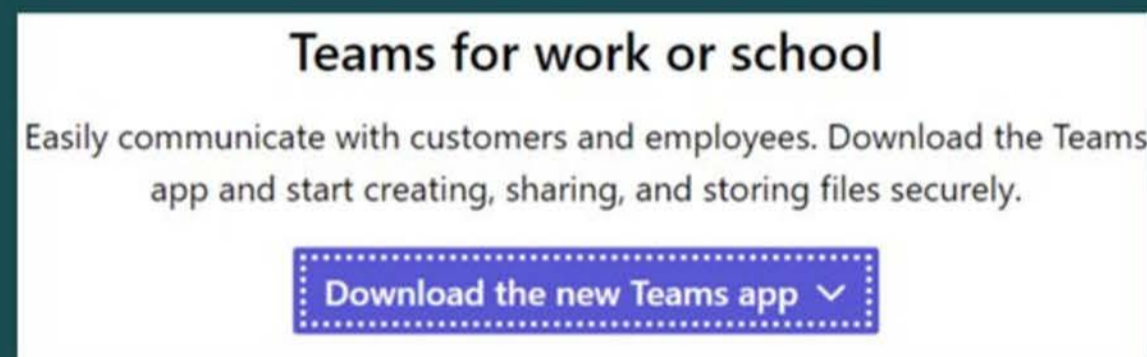 Teams for work or school
Easily communicate with customers and employees. Download the Teams
app and start creating, sharing, and storing files securely.
Download the new Teams app